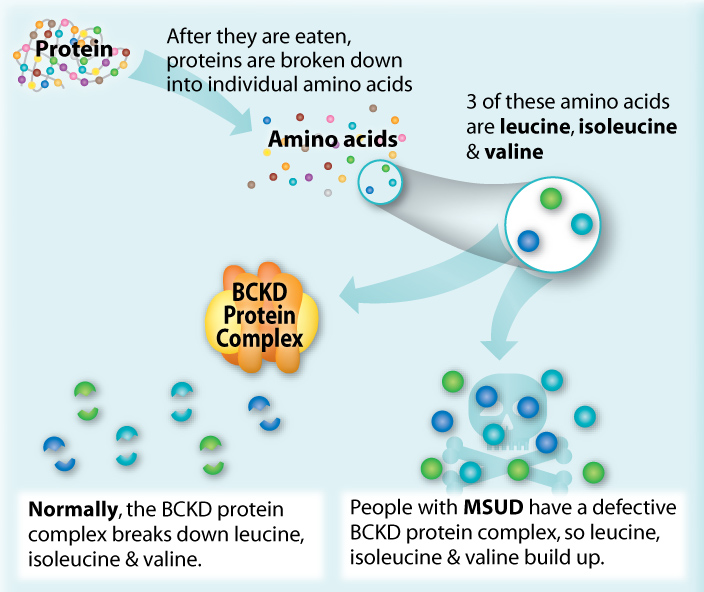 Protein
After they are eaten,
proteins are broken down
into individual amino acids
Amino acids
3 of these amino acids
are leucine, isoleucine
& valine
BCKD
Protein
Complex
Normally, the BCKD protein
complex breaks down leucine,
isoleucine & valine.
People with MSUD have a defective
BCKD protein complex, so leucine,
isoleucine & valine build up.